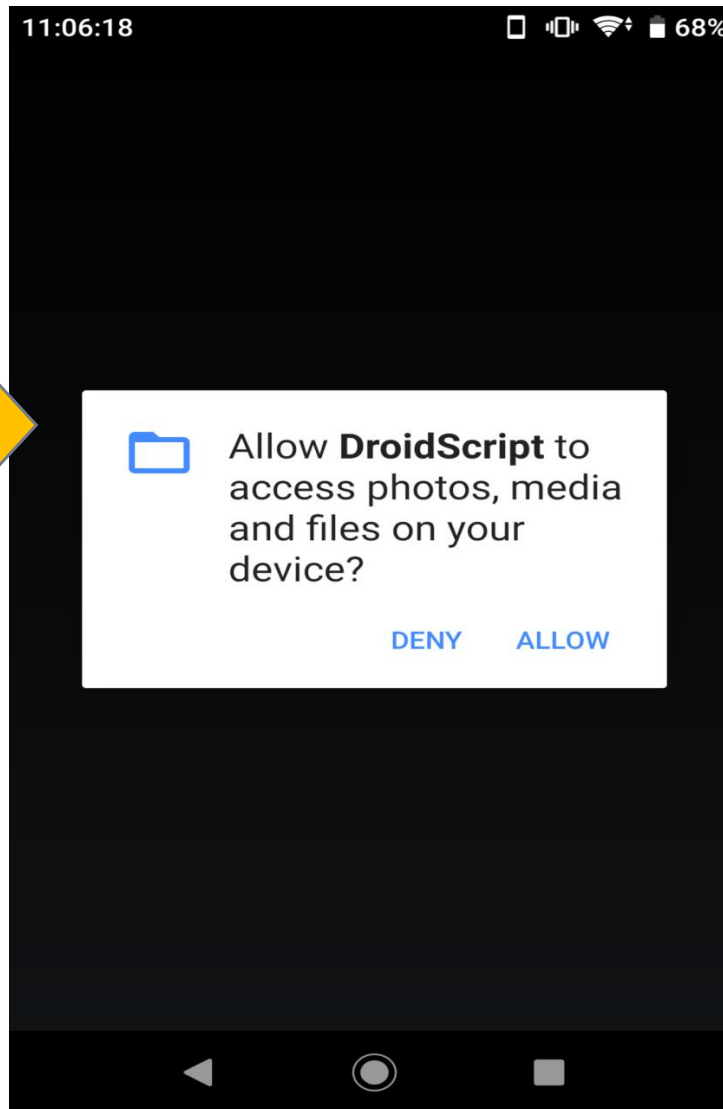 11:06:18 68%
Allow DroidScript to
access photos, media
and files on your
device?
DENY ALLOW